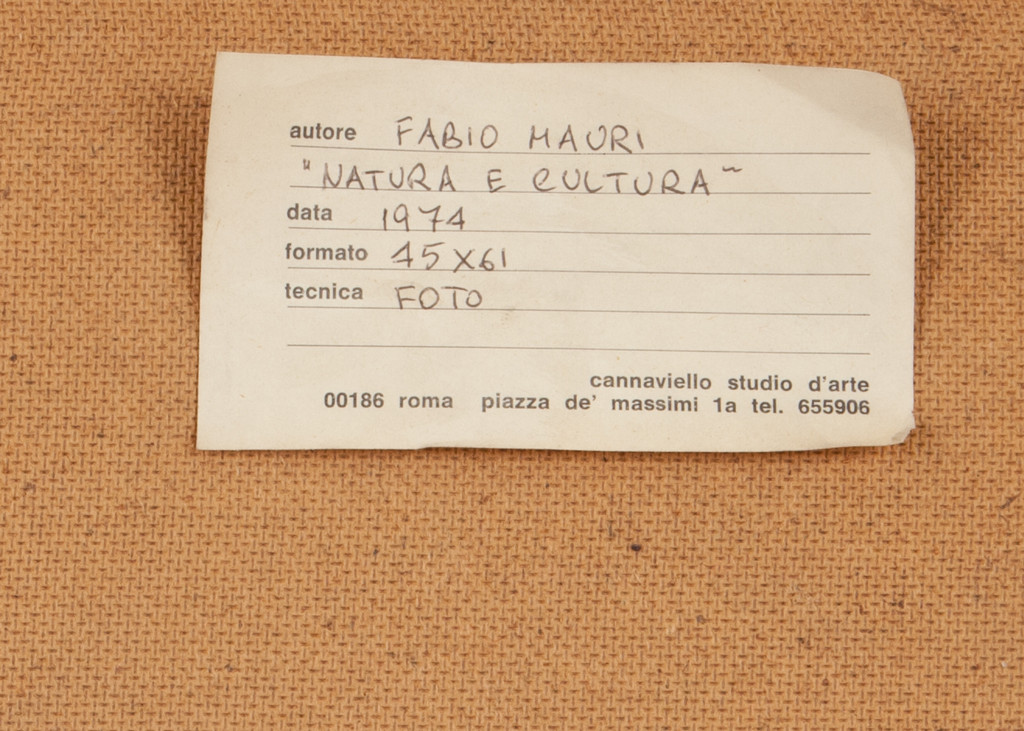 autore FABIO MAURI
"NATURA E CULTURA"
data 1974
formato 45X61
tecnica FOTO
cannaviello studio d'arte
00186 roma piazza de' massimi 1a tel. 655906